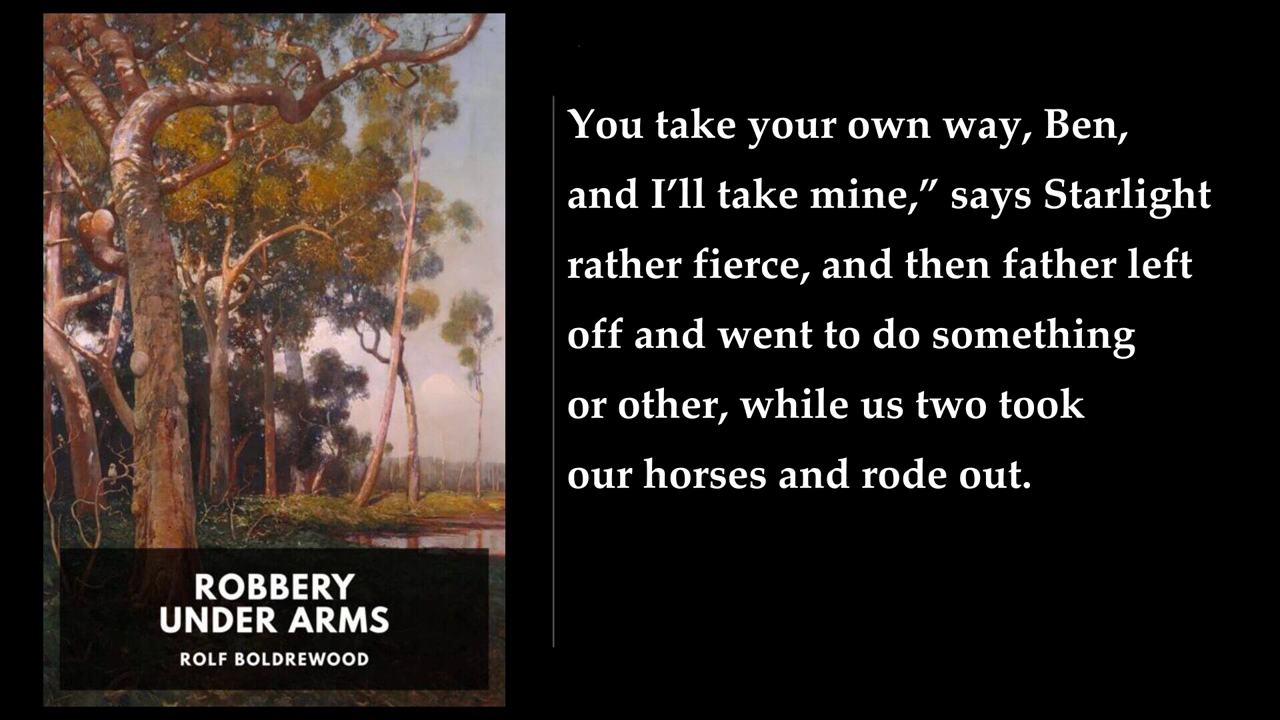 You take your own way, Ben,
and I’ll take mine,” says Starlight
rather fierce, and then father left
off and went to do something
or other, while us two took
our horses and rode out.
ROBBERY
UNDER ARMS
ROLF BOLDREWOOD